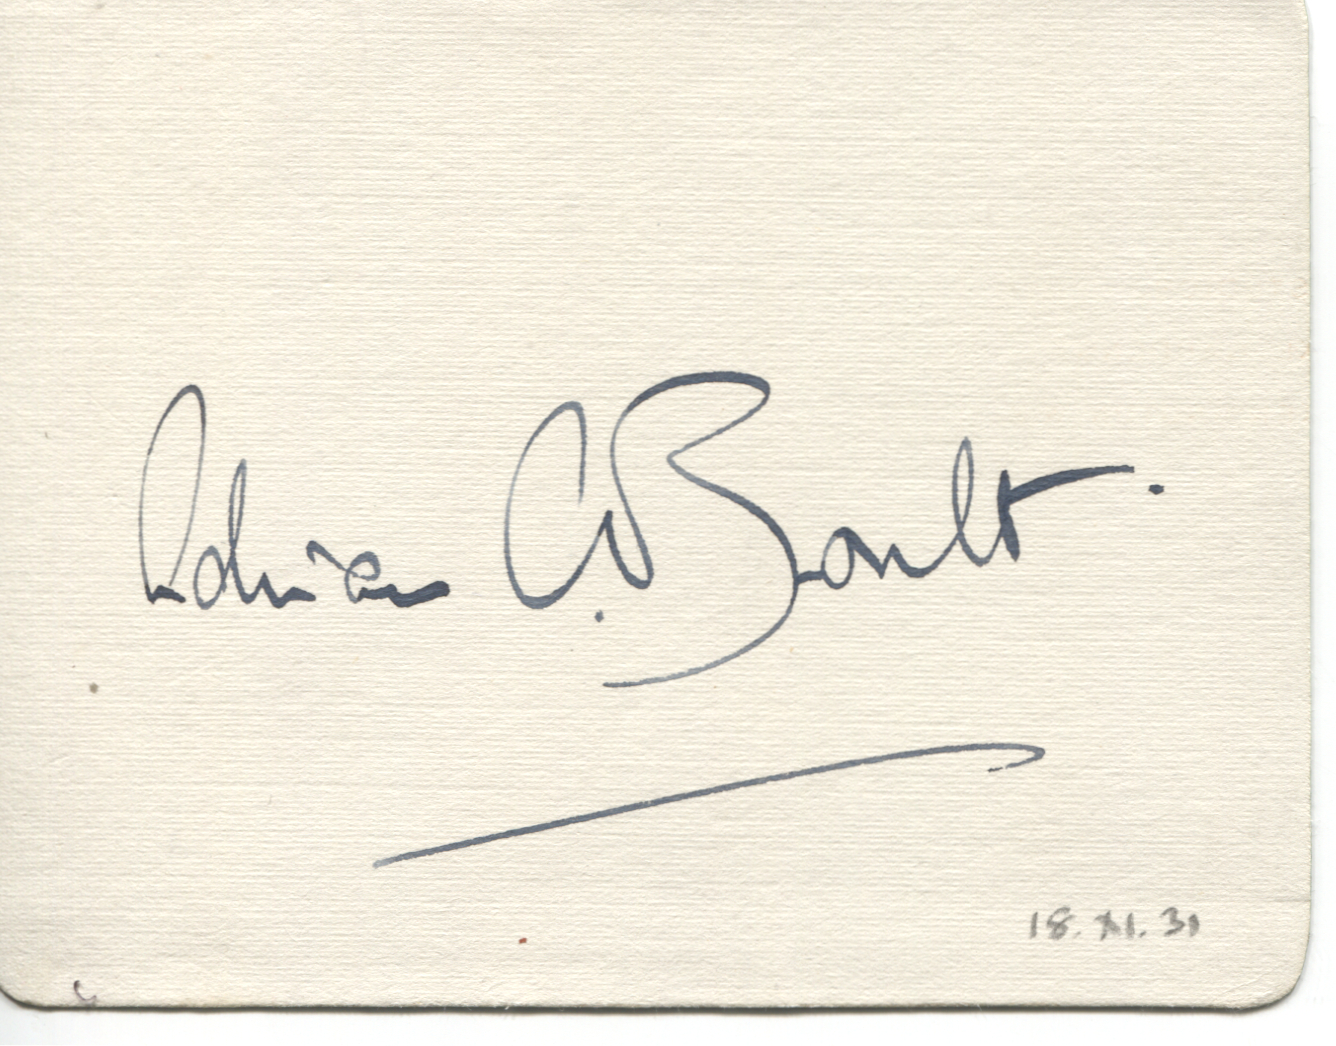 Adrian C. Boult.
18. XI. 31